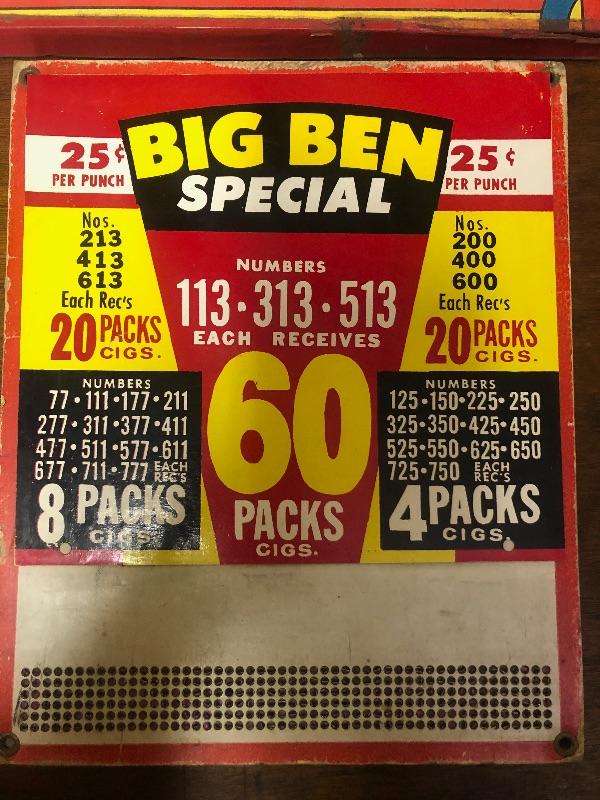 BIG BEN
SPECIAL
25¢
PER PUNCH
25¢
PER PUNCH
Nos.
213
413
613
Each Rec's
20 PACKS
CIGS.
NUMBERS
113 • 313 • 513
EACH RECEIVES
60
PACKS
CIGS.
Nos.
200
400
600
Each Rec's
20 PACKS
CIGS.
NUMBERS
77 • 111 • 177 • 211
277 • 311 • 377 • 411
477 • 511 • 577 • 611
677 • 711 • 777 EACH REC'S
8 PACKS
CIGS.
NUMBERS
125 • 150 • 225 • 250
325 • 350 • 425 • 450
525 • 550 • 625 • 650
725 • 750 EACH REC'S
4 PACKS
CIGS.